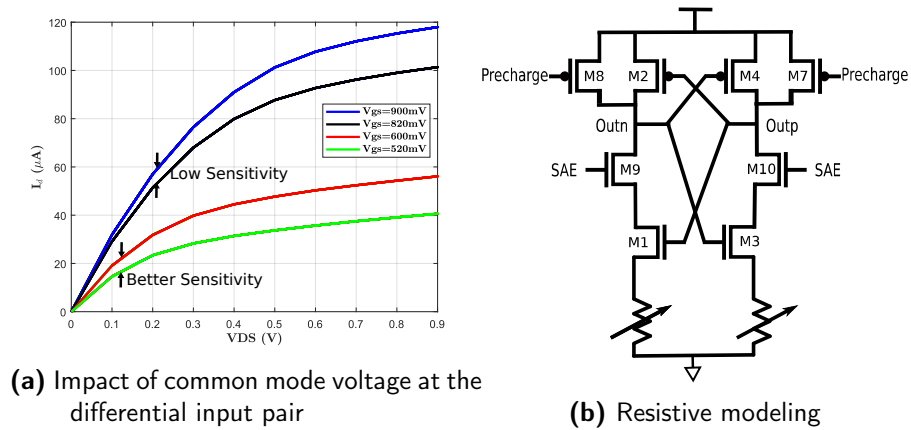 120
100
80
60
40
20
0
I_d (μA)
0 0.1 0.2 0.3 0.4 0.5 0.6 0.7 0.8 0.9
VDS (V)
Vgs=900mV
Vgs=820mV
Vgs=600mV
Vgs=520mV
Low Sensitivity
Better Sensitivity
(a) Impact of common mode voltage at the
differential input pair
Precharge M8 M2 M4 M7 Precharge
Outn Outp
SAE M9 M10 SAE
M1 M3
(b) Resistive modeling